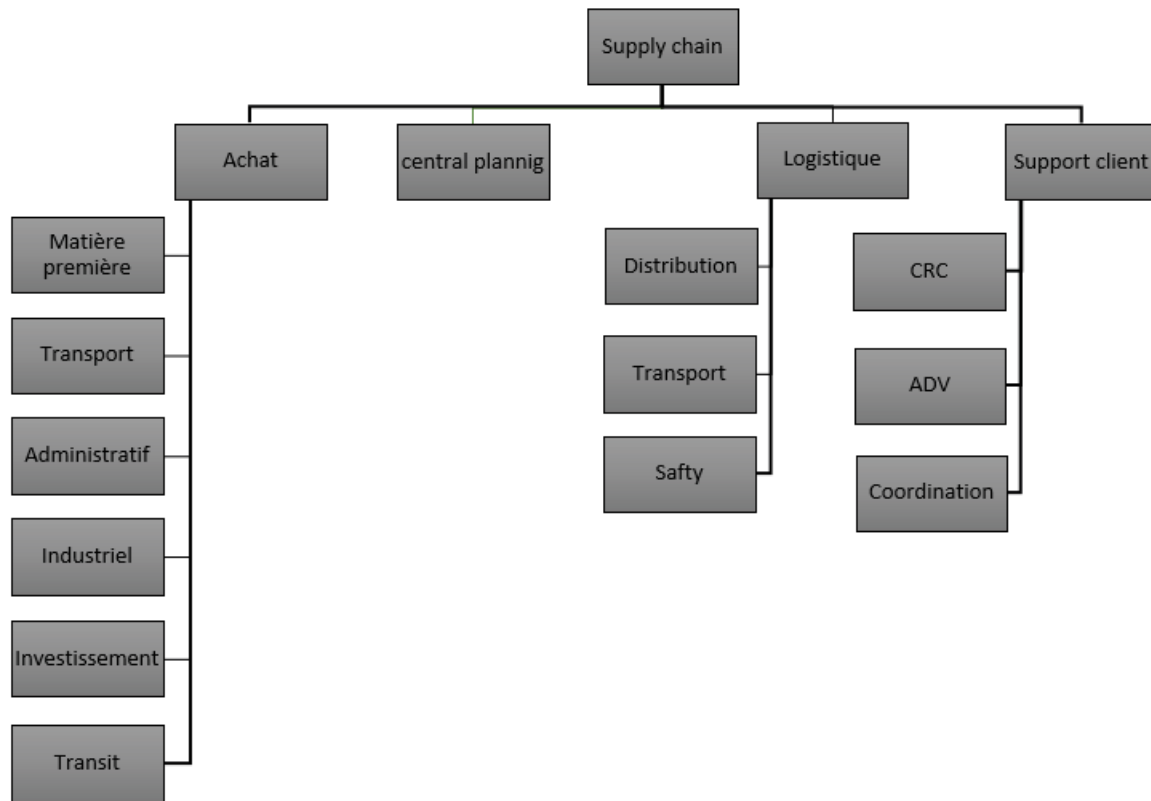 Supply chain
Achat
central plannig
Logistique
Support client
Matière
première
Transport
Administratif
Industriel
Investissement
Transit
Distribution
Transport
Safty
CRC
ADV
Coordination